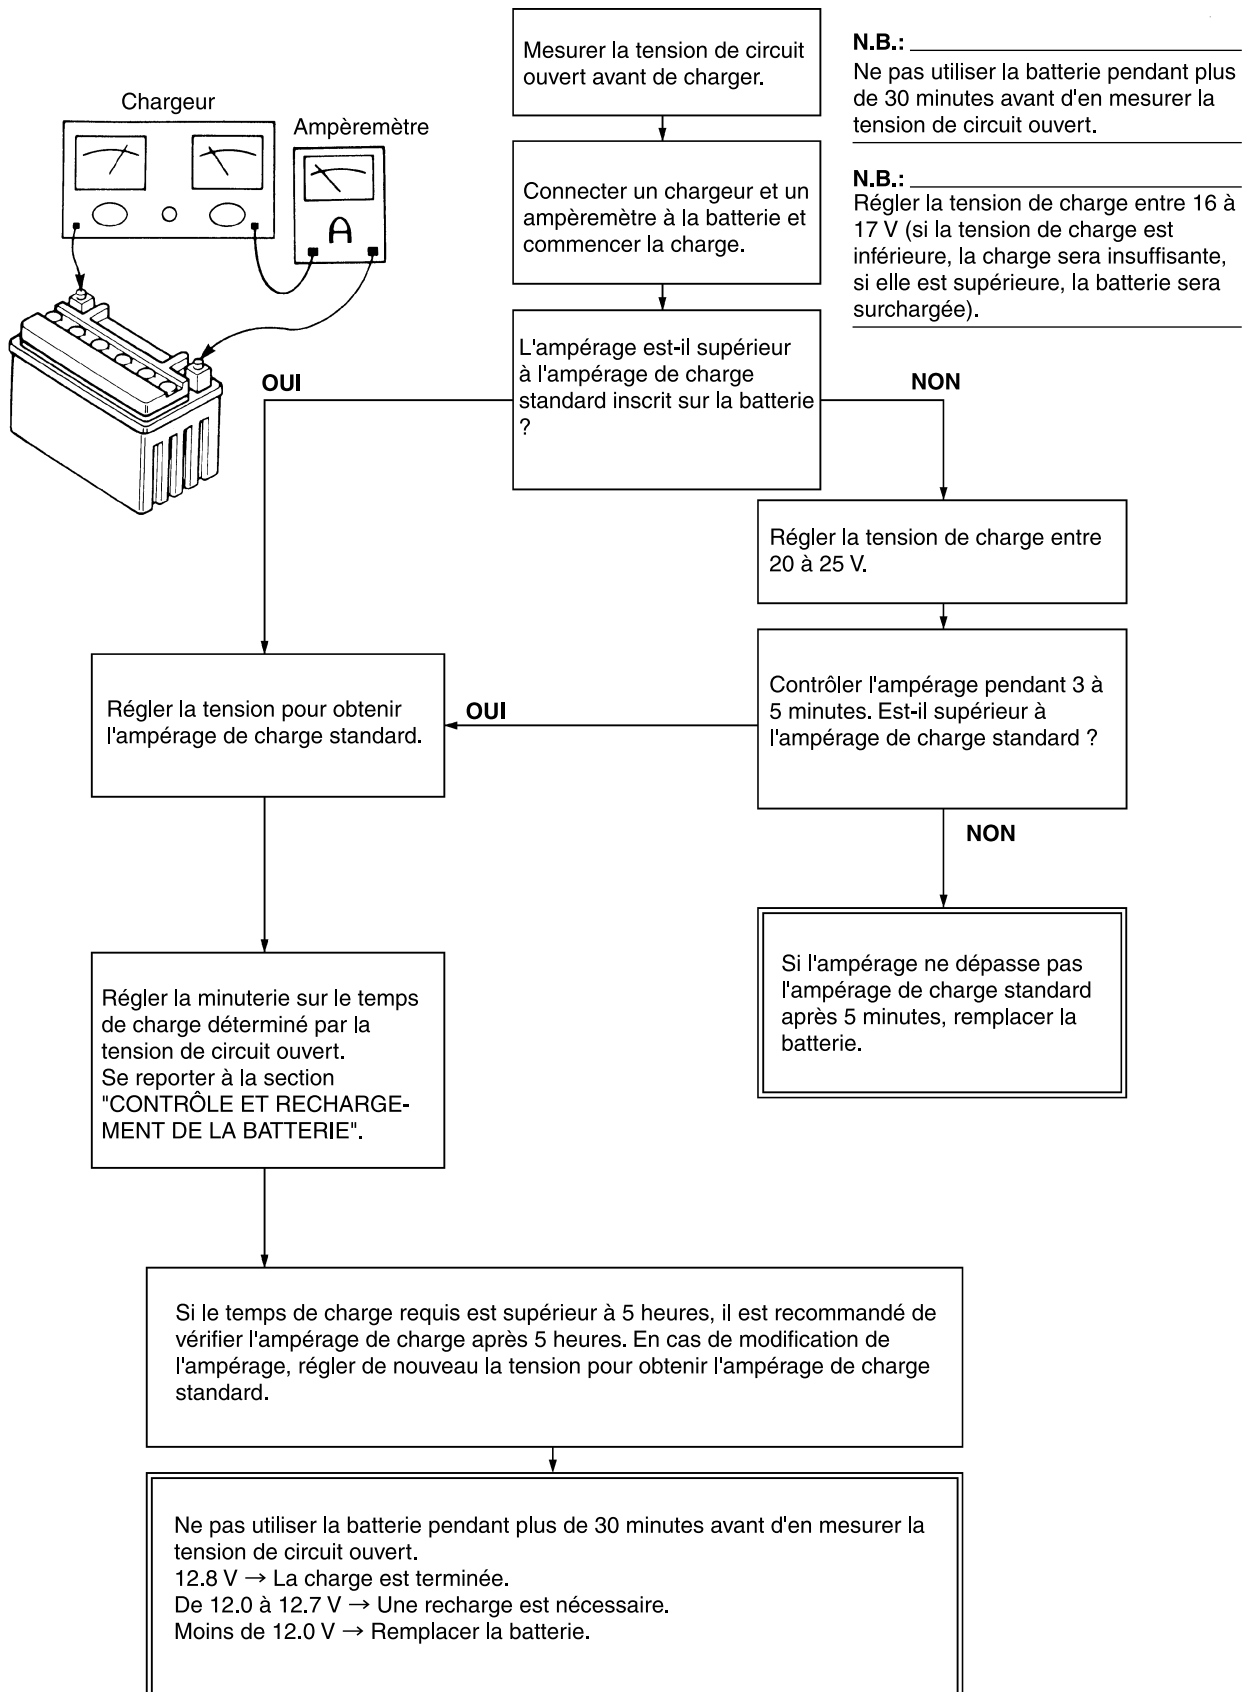 Mesurer la tension de circuit
ouvert avant de charger.
N.B.:
Ne pas utiliser la batterie pendant plus
de 30 minutes avant d'en mesurer la
tension de circuit ouvert.
Chargeur
Ampèremètre
A
Connecter un chargeur et un
ampèremètre à la batterie et
commencer la charge.
N.B.:
Régler la tension de charge entre 16 à
17 V (si la tension de charge est
inférieure, la charge sera insuffisante,
si elle est supérieure, la batterie sera
surchargée).
L'ampérage est-il supérieur
à l'ampérage de charge
standard inscrit sur la batterie
?
OUI
NON
Régler la tension de charge entre
20 à 25 V.
Contrôler l'ampérage pendant 3 à
5 minutes. Est-il supérieur à
l'ampérage de charge standard ?
OUI
Régler la tension pour obtenir
l'ampérage de charge standard.
NON
Si l'ampérage ne dépasse pas
l'ampérage de charge standard
après 5 minutes, remplacer la
batterie.
Régler la minuterie sur le temps
de charge déterminé par la
tension de circuit ouvert.
Se reporter à la section
"CONTRÔLE ET RECHARGE-
MENT DE LA BATTERIE".
Si le temps de charge requis est supérieur à 5 heures, il est recommandé de
vérifier l'ampérage de charge après 5 heures. En cas de modification de
l'ampérage, régler de nouveau la tension pour obtenir l'ampérage de charge
standard.
Ne pas utiliser la batterie pendant plus de 30 minutes avant d'en mesurer la
tension de circuit ouvert.
12.8 V → La charge est terminée.
De 12.0 à 12.7 V → Une recharge est nécessaire.
Moins de 12.0 V → Remplacer la batterie.